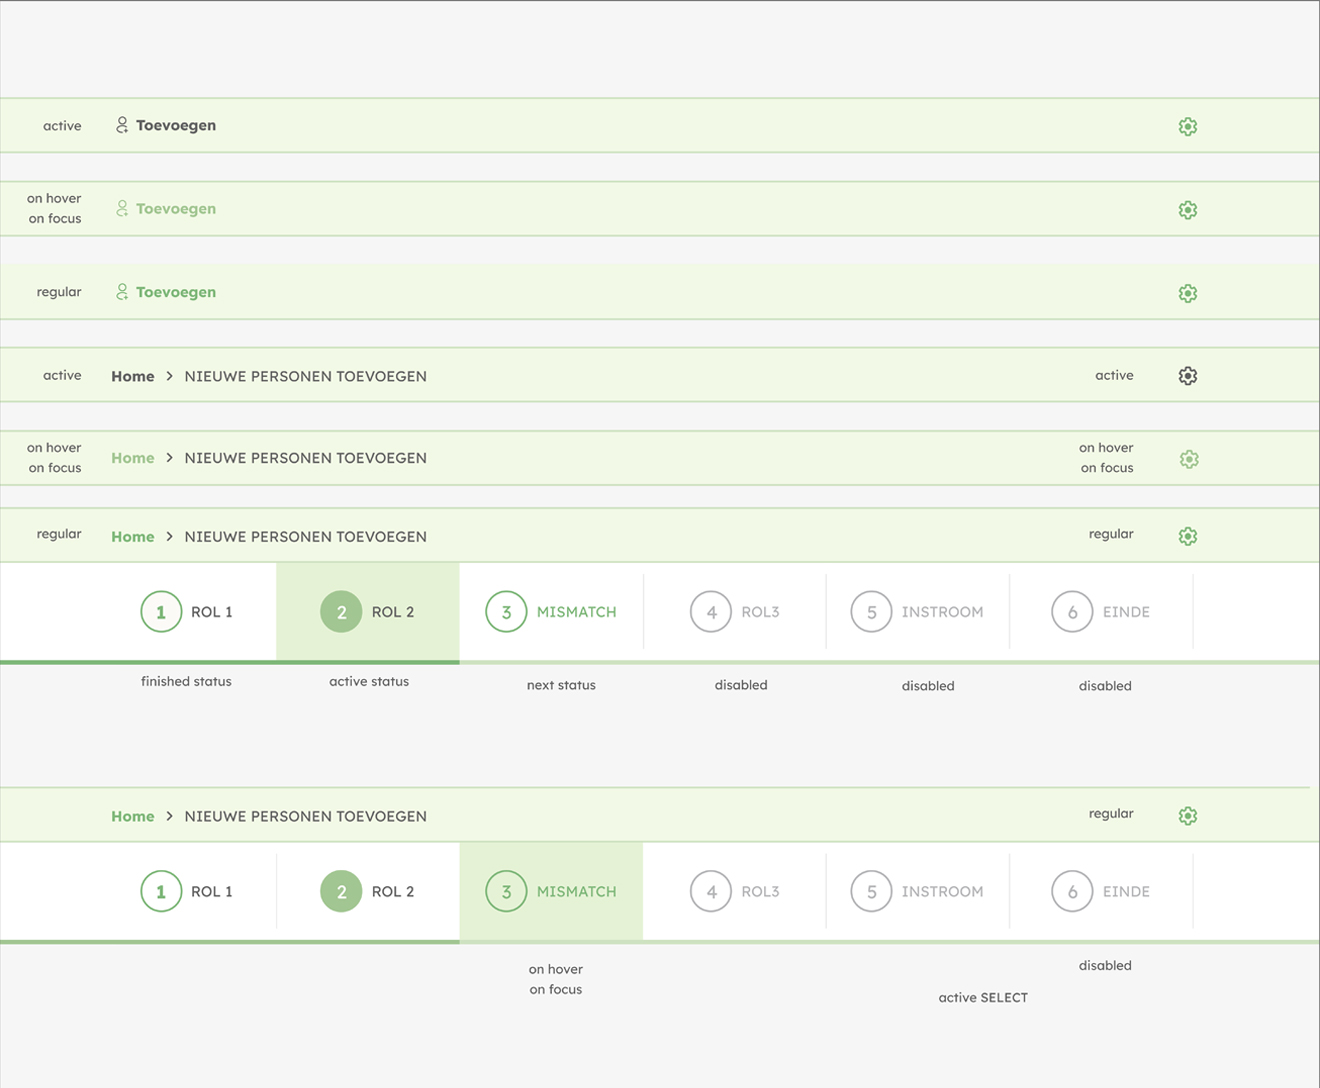 active Toevoegen
on hover
on focus
Toevoegen
regular Toevoegen
active Home > NIEUWE PERSONEN TOEVOEGEN active
on hover
on focus
Home > NIEUWE PERSONEN TOEVOEGEN
on hover
on focus
regular Home > NIEUWE PERSONEN TOEVOEGEN regular
1 ROL 1 2 ROL 2 3 MISMATCH 4 ROL3 5 INSTROOM 6 EINDE
finished status active status next status disabled disabled disabled
Home > NIEUWE PERSONEN TOEVOEGEN regular
1 ROL 1 2 ROL 2 3 MISMATCH 4 ROL3 5 INSTROOM 6 EINDE
on hover
on focus
disabled
active SELECT